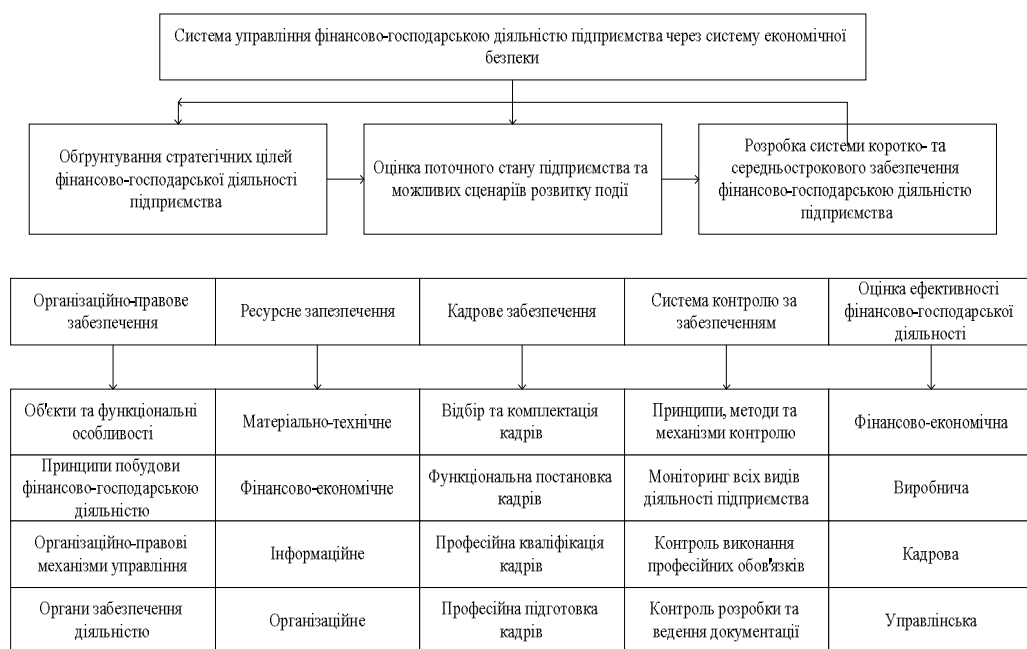 Система управління фінансово-господарською діяльністю підприємства через систему економічної
безпеки
Обґрунтування стратегічних цілей
фінансово-господарської діяльності
підприємства
Оцінка поточного стану підприємства та
можливих сценаріїв розвитку події
Розробка системи коротко- та
середньострокового забезпечення
фінансово-господарською діяльністю
підприємства
Організаційно-правове
забезпечення
Ресурсне запезпечення
Кадрове забезпечення
Система контролю за
забезпеченням
Оцінка ефективності
фінансово-господарської
діяльності
Об'єкти та функціональні
особливості
Матеріально-технічне
Відбір та комплектація
кадрів
Принципи, методи та
механізми контролю
Фінансово-економічна
Принципи побудови
фінансово-господарською
діяльністю
Фінансово-економічне
Функціональна постановка
кадрів
Моніторинг всіх видів
діяльності підприємства
Виробнича
Організаційно-правові
механізми управління
Інформаційне
Професійна кваліфікація
кадрів
Контроль виконання
професійних обов'язків
Кадрова
Органи забезпечення
діяльністю
Організаційне
Професійна підготовка
кадрів
Контроль розробки та
ведення документації
Управлінська